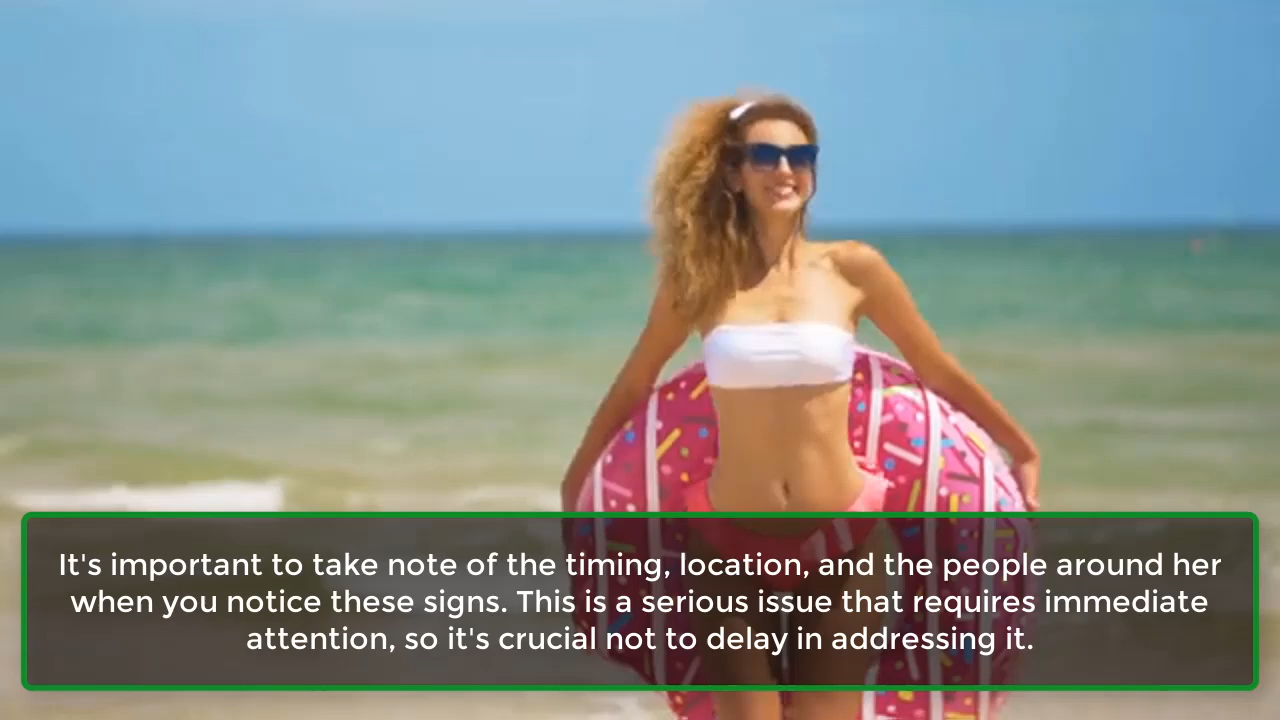 It's important to take note of the timing, location, and the people around her
when you notice these signs. This is a serious issue that requires immediate
attention, so it's crucial not to delay in addressing it.